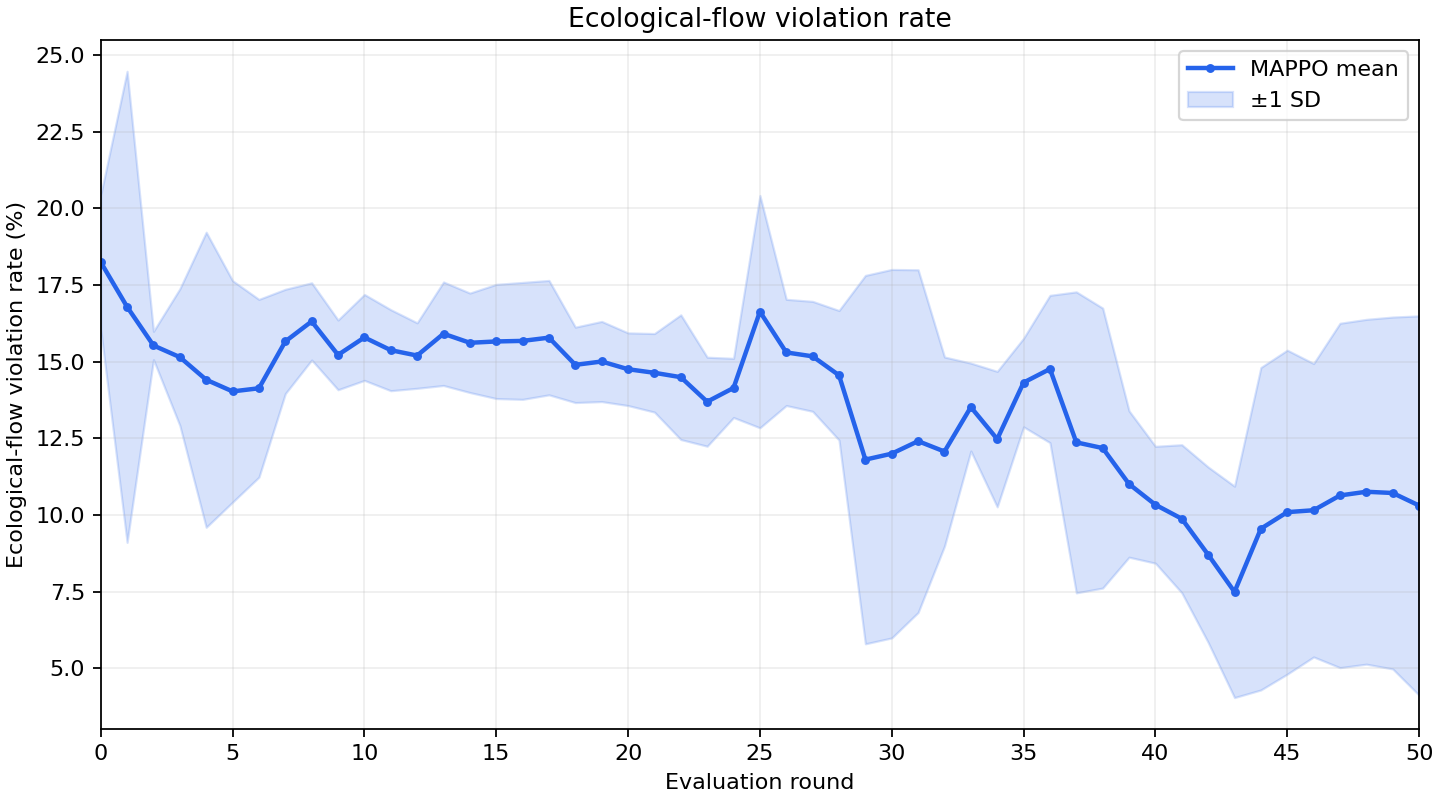 Ecological-flow violation rate
Ecological-flow violation rate (%)
25.0
22.5
20.0
17.5
15.0
12.5
10.0
7.5
5.0
MAPPO mean
±1 SD
0 5 10 15 20 25 30 35 40 45 50
Evaluation round